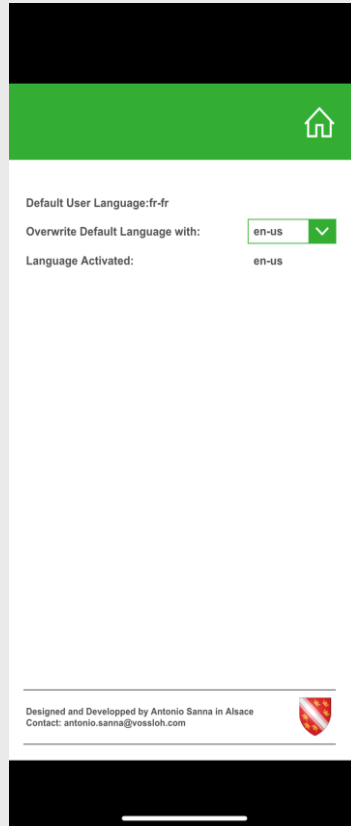 Default User Language:fr-fr
Overwrite Default Language with: en-us
Language Activated: en-us
Designed and Developped by Antonio Sanna in Alsace
Contact: antonio.sanna@vossloh.com